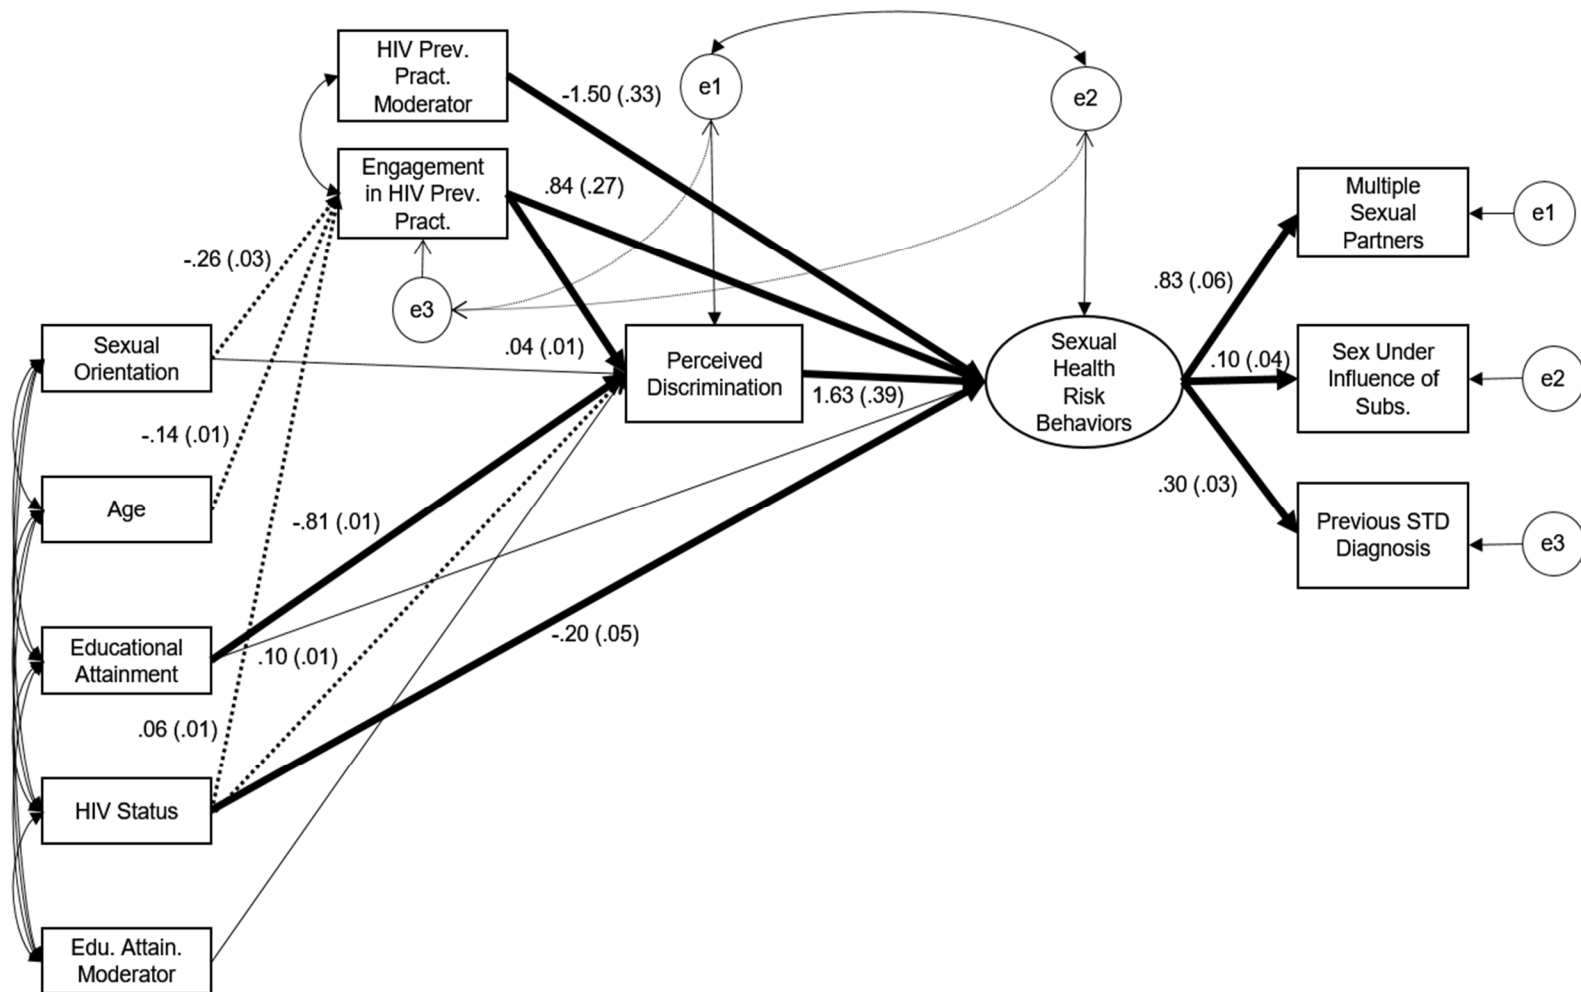 HIV Prev.
Pract.
Moderator
-1.50 (.33)
e1
e2
Engagement
in HIV Prev.
Pract.
.84 (.27)
Multiple
Sexual
Partners
e1
-.26 (.03)
e3
.83 (.06)
Sexual
Orientation
.04 (.01)
Perceived
Discrimination
1.63 (.39)
Sexual
Health
Risk
Behaviors
.10 (.04)
Sex Under
Influence of
Subs.
e2
-.14 (.01)
Age
-.81 (.01)
.30 (.03)
Previous STD
Diagnosis
e3
Educational
Attainment
.10 (.01)
-.20 (.05)
.06 (.01)
HIV Status
Edu. Attain.
Moderator